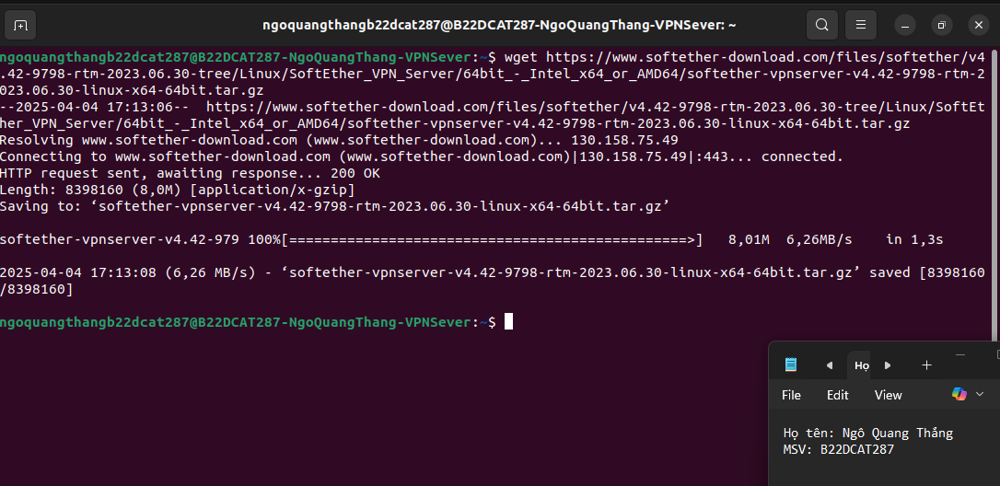 ngoquangthangb22dcat287@B22DCAT287-NgoQuangThang-VPNSever: ~
ngoquangthangb22dcat287@B22DCAT287-NgoQuangThang-VPNSever:~$ wget https://www.softether-download.com/files/softether/v4
.42-9798-rtm-2023.06.30-tree/Linux/SoftEther_VPN_Server/64bit_-_Intel_x64_or_AMD64/softether-vpnserver-v4.42-9798-rtm-2
023.06.30-linux-x64-64bit.tar.gz
--2025-04-04 17:13:06--  https://www.softether-download.com/files/softether/v4.42-9798-rtm-2023.06.30-tree/Linux/SoftEt
her_VPN_Server/64bit_-_Intel_x64_or_AMD64/softether-vpnserver-v4.42-9798-rtm-2023.06.30-linux-x64-64bit.tar.gz
Resolving www.softether-download.com (www.softether-download.com)... 130.158.75.49
Connecting to www.softether-download.com (www.softether-download.com)|130.158.75.49|:443... connected.
HTTP request sent, awaiting response... 200 OK
Length: 8398160 (8,0M) [application/x-gzip]
Saving to: ‘softether-vpnserver-v4.42-9798-rtm-2023.06.30-linux-x64-64bit.tar.gz’
softether-vpnserver-v4.42-979 100%[================================================>]   8,01M  6,26MB/s    in 1,3s
2025-04-04 17:13:08 (6,26 MB/s) - ‘softether-vpnserver-v4.42-9798-rtm-2023.06.30-linux-x64-64bit.tar.gz’ saved [8398160
/8398160]
ngoquangthangb22dcat287@B22DCAT287-NgoQuangThang-VPNSever:~$
Họ
File Edit View
Họ tên: Ngô Quang Thắng
MSV: B22DCAT287